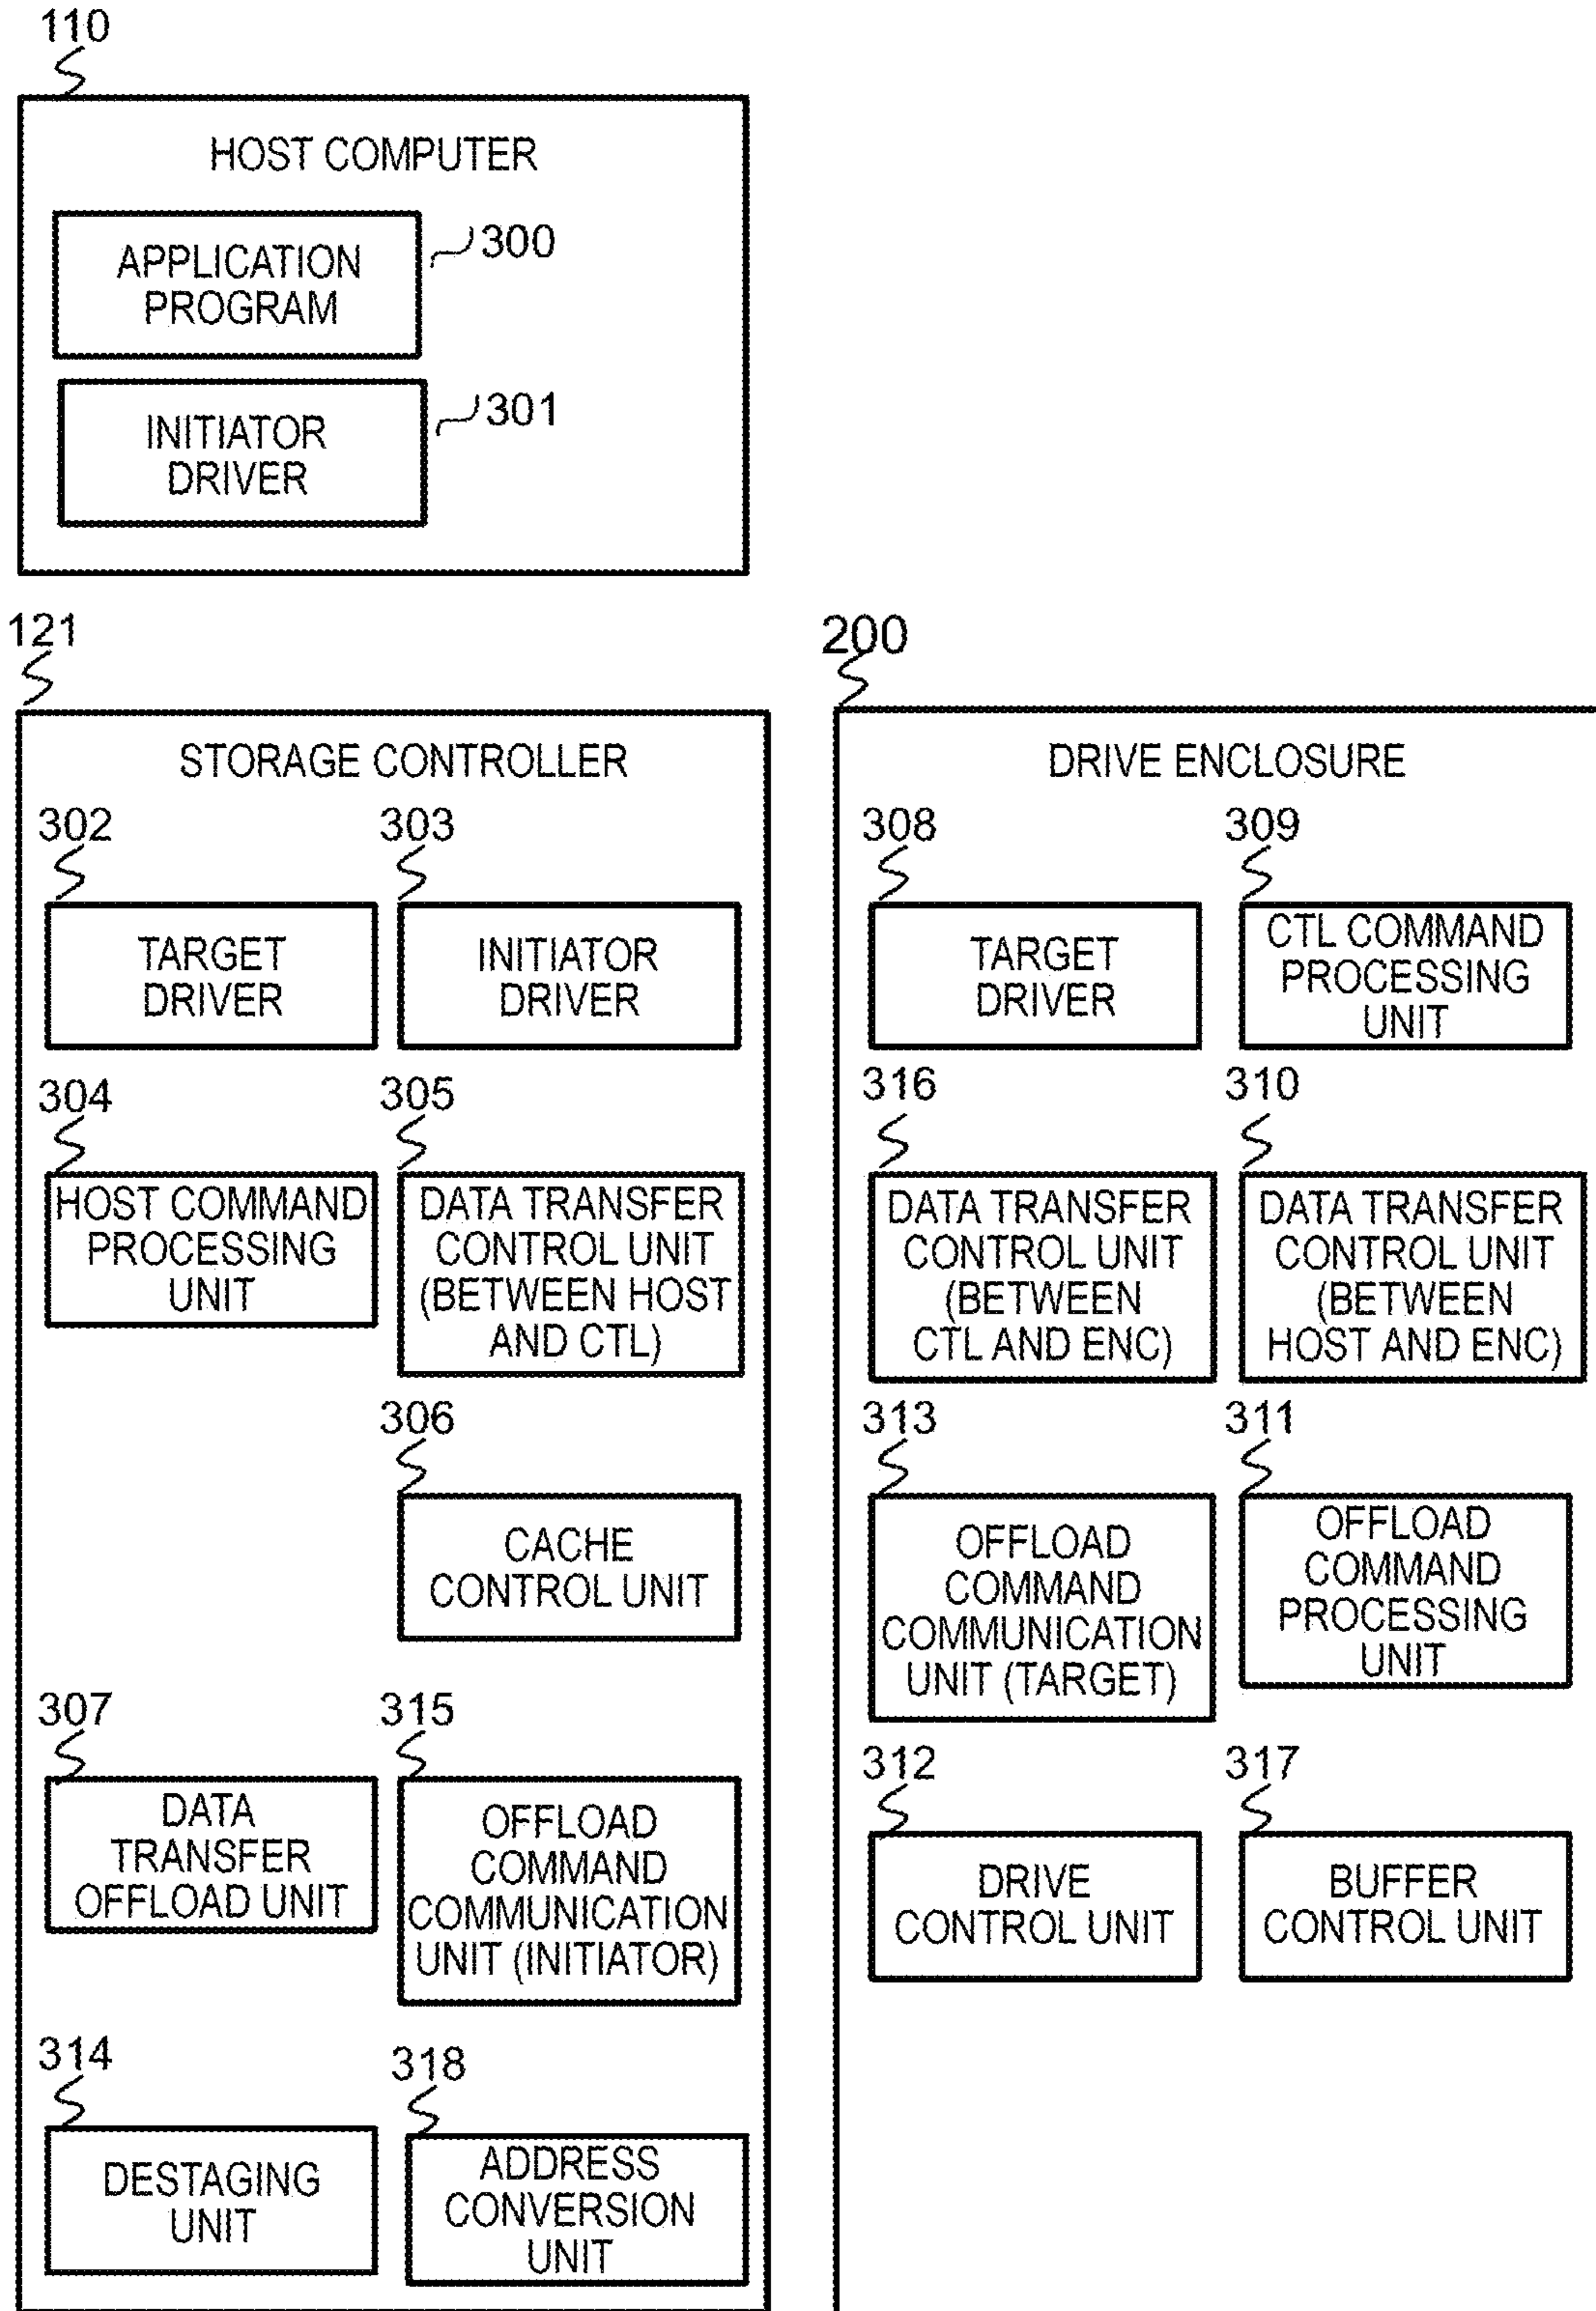 110
HOST COMPUTER
APPLICATION
PROGRAM
300
INITIATOR
DRIVER
301
121
STORAGE CONTROLLER
302
TARGET
DRIVER
303
INITIATOR
DRIVER
304
HOST COMMAND
PROCESSING
UNIT
305
DATA TRANSFER
CONTROL UNIT
(BETWEEN HOST
AND CTL)
306
CACHE
CONTROL UNIT
307
DATA
TRANSFER
OFFLOAD UNIT
315
OFFLOAD
COMMAND
COMMUNICATION
UNIT (INITIATOR)
314
DESTAGING
UNIT
318
ADDRESS
CONVERSION
UNIT
200
DRIVE ENCLOSURE
308
TARGET
DRIVER
309
CTL COMMAND
PROCESSING
UNIT
316
DATA TRANSFER
CONTROL UNIT
(BETWEEN
CTL AND ENC)
310
DATA TRANSFER
CONTROL UNIT
(BETWEEN
HOST AND ENC)
313
OFFLOAD
COMMAND
COMMUNICATION
UNIT (TARGET)
311
OFFLOAD
COMMAND
PROCESSING
UNIT
312
DRIVE
CONTROL UNIT
317
BUFFER
CONTROL UNIT